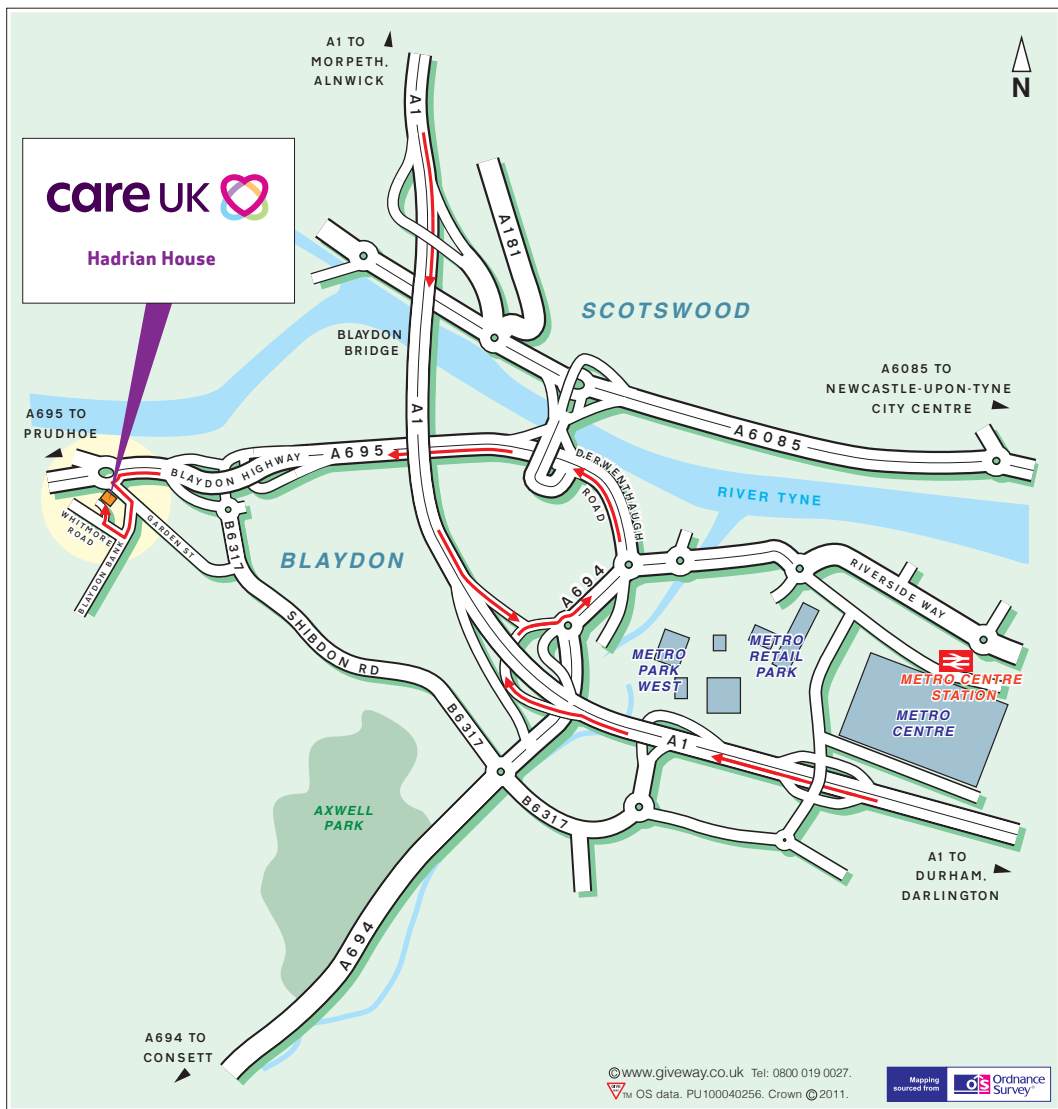 A1 TO
MORPETH,
ALNWICK
N
A1
care UK
Hadrian House
A181
SCOTSWOOD
BLAYDON
BRIDGE
A6085 TO
NEWCASTLE-UPON-TYNE
CITY CENTRE
A695 TO
PRUDHOE
A1
A6085
BLAYDON HIGHWAY
A695
DERWENTHAUGH
ROAD
RIVER TYNE
WHITMORE
ROAD
GARDEN ST
BLAYDON BANK
B6317
BLAYDON
A694
RIVERSIDE WAY
SHIBDON RD
METRO
PARK
WEST
METRO
RETAIL
PARK
METRO CENTRE
STATION
METRO
CENTRE
B6317
A1
AXWELL
PARK
B6317
A1 TO
DURHAM,
DARLINGTON
A694
A694 TO
CONSETT
© www.giveway.co.uk Tel: 0800 019 0027.
GIVE WAY TM OS data. PU100040256. Crown © 2011.
Mapping
sourced from
OS Ordnance
Survey®